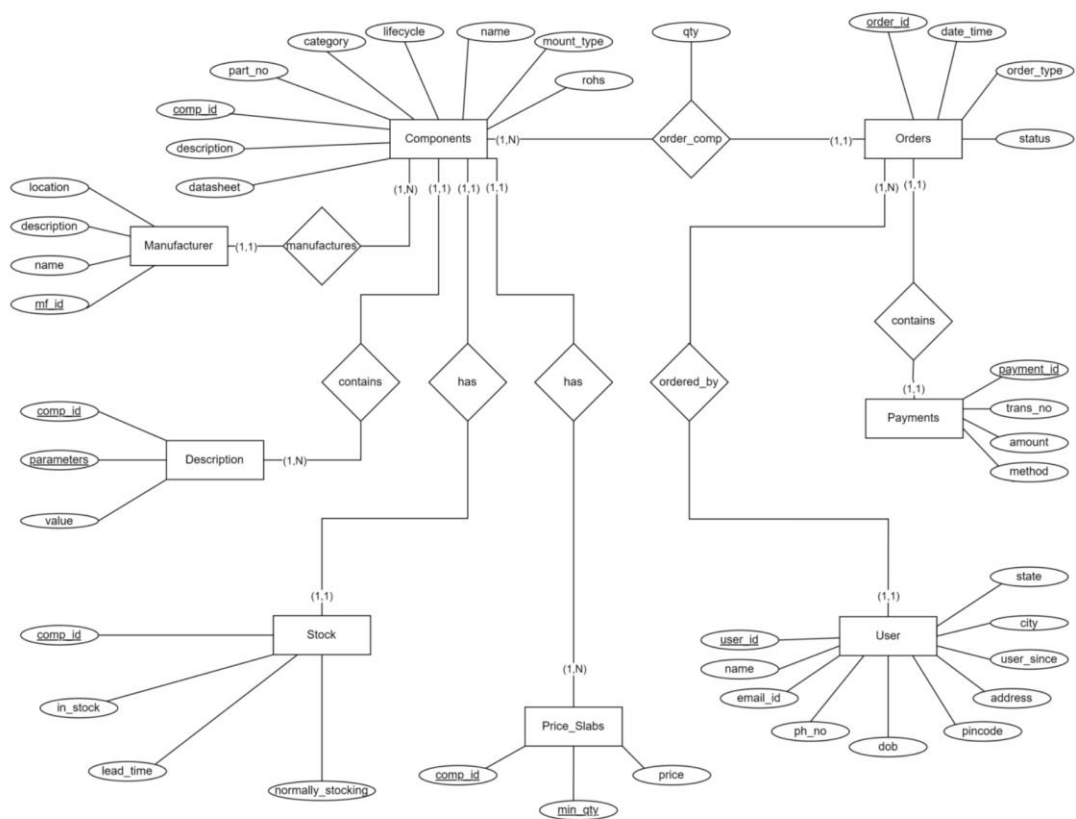 lifecycle
name
qty
order_id
date_time
category
mount_type
part_no
rohs
order_type
comp_id
Components
(1,N)
order_comp
(1,1)
Orders
status
description
datasheet
(1,N)
(1,1)
(1,1)
(1,1)
(1,N)
(1,1)
location
description
Manufacturer
(1,1)
manufactures
name
mf_id
contains
contains
has
has
ordered_by
payment_id
(1,1)
trans_no
Payments
amount
method
comp_id
parameters
Description
(1,N)
value
(1,1)
(1,1)
state
comp_id
Stock
user_id
User
city
name
user_since
(1,N)
email_id
address
in_stock
ph_no
pincode
Price_Slabs
dob
lead_time
comp_id
price
normally_stocking
min_qty